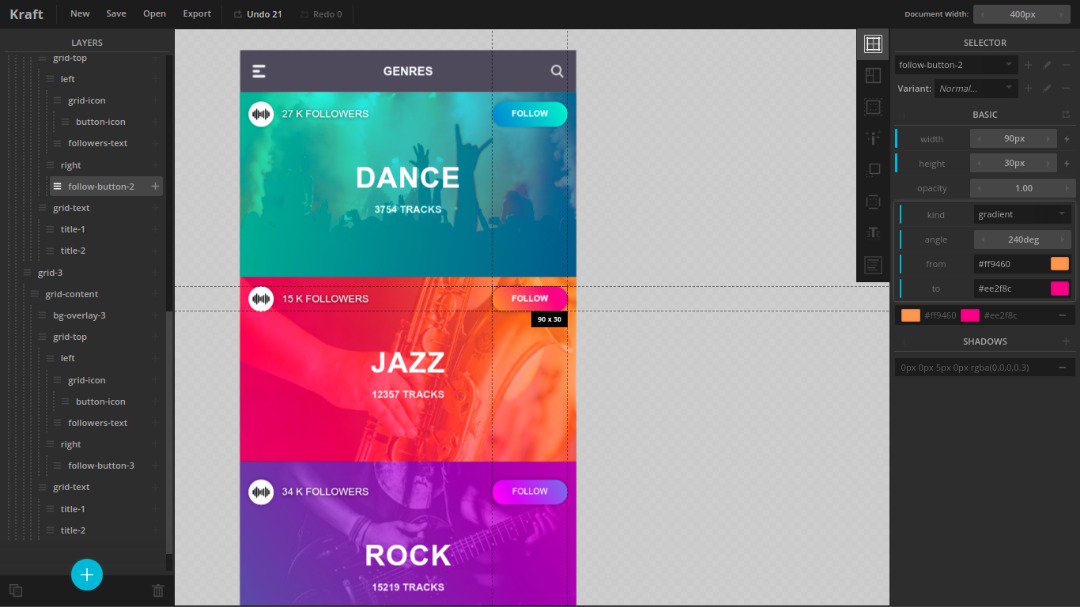 Kraft New Save Open Export Undo 21 Redo 0 Document Width: 400px
LAYERS
grid-top
left
grid-icon
button-icon
followers-text
right
follow-button-2
grid-text
title-1
title-2
grid-3
grid-content
bg-overlay-3
grid-top
left
grid-icon
button-icon
followers-text
right
follow-button-3
grid-text
title-1
title-2
GENRES
27 K FOLLOWERS FOLLOW
DANCE
3754 TRACKS
15 K FOLLOWERS FOLLOW
90 x 30
JAZZ
12357 TRACKS
34 K FOLLOWERS FOLLOW
ROCK
15219 TRACKS
SELECTOR
follow-button-2
Variant: Normal...
BASIC
width 90px
height 30px
opacity 1.00
kind gradient
angle 240deg
from #ff9460
to #ee2f8c
#ff9460 #ee2f8c
SHADOWS
0px 0px 5px 0px rgba(0,0,0,0.3)